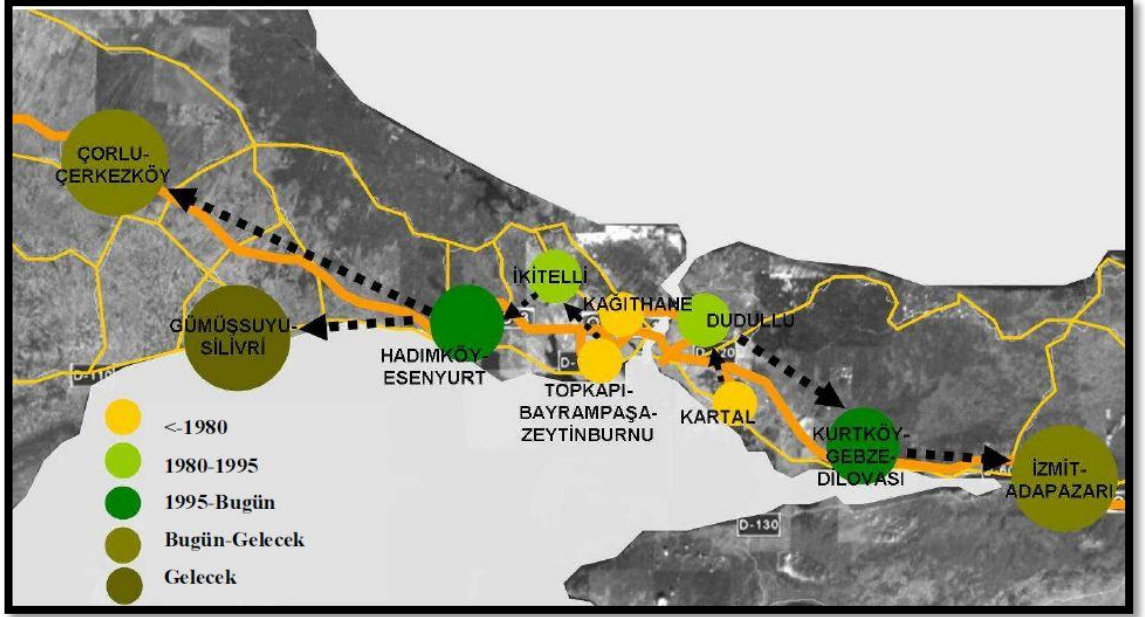 ÇORLU-
ÇERKEZKÖY
İKİTELLİ
KAĞITHANE
DUDULLU
GÜMÜŞSUYU-
SİLİVRİ
HADIMKÖY-
ESENYURT
D-110
TOPKAPI-
BAYRAMPAŞA-
ZEYTİNBURNU
KARTAL
KURTKÖY-
GEBZE-
DİLOVASI
İZMİT-
ADAPAZARI
D-130
<-1980
1980-1995
1995-Bugün
Bugün-Gelecek
Gelecek